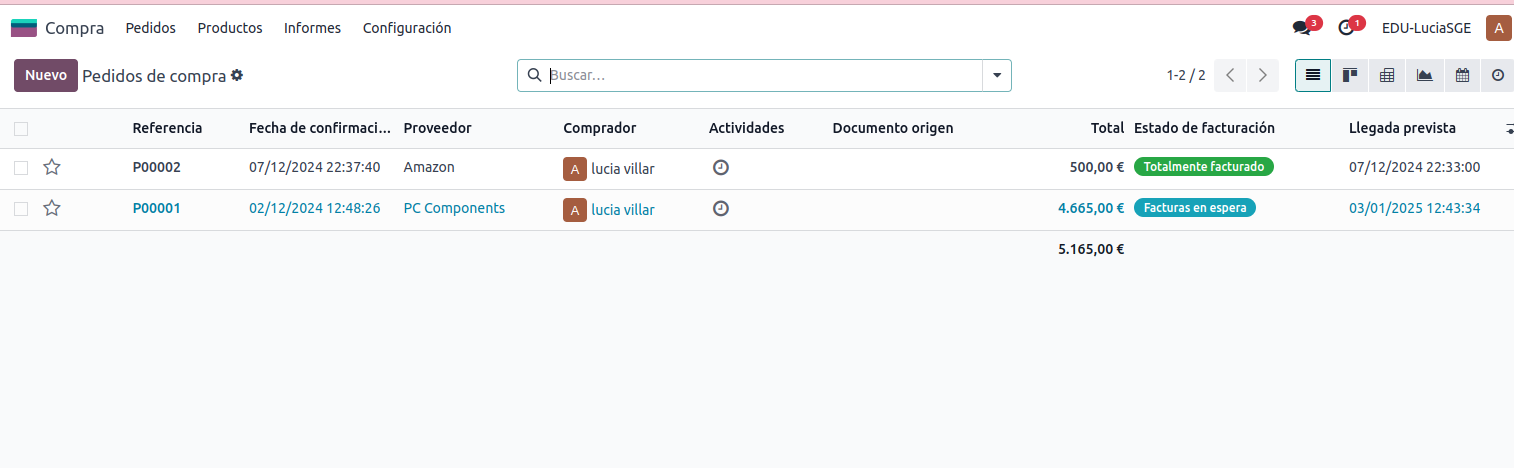 Compra Pedidos Productos Informes Configuración 3 1 EDU-LuciaSGE A
Nuevo Pedidos de compra Buscar... 1-2 / 2
Referencia Fecha de confirmaci... Proveedor Comprador Actividades Documento origen Total Estado de facturación Llegada prevista
P00002 07/12/2024 22:37:40 Amazon A lucia villar 500,00 € Totalmente facturado 07/12/2024 22:33:00
P00001 02/12/2024 12:48:26 PC Components A lucia villar 4.665,00 € Facturas en espera 03/01/2025 12:43:34
5.165,00 €